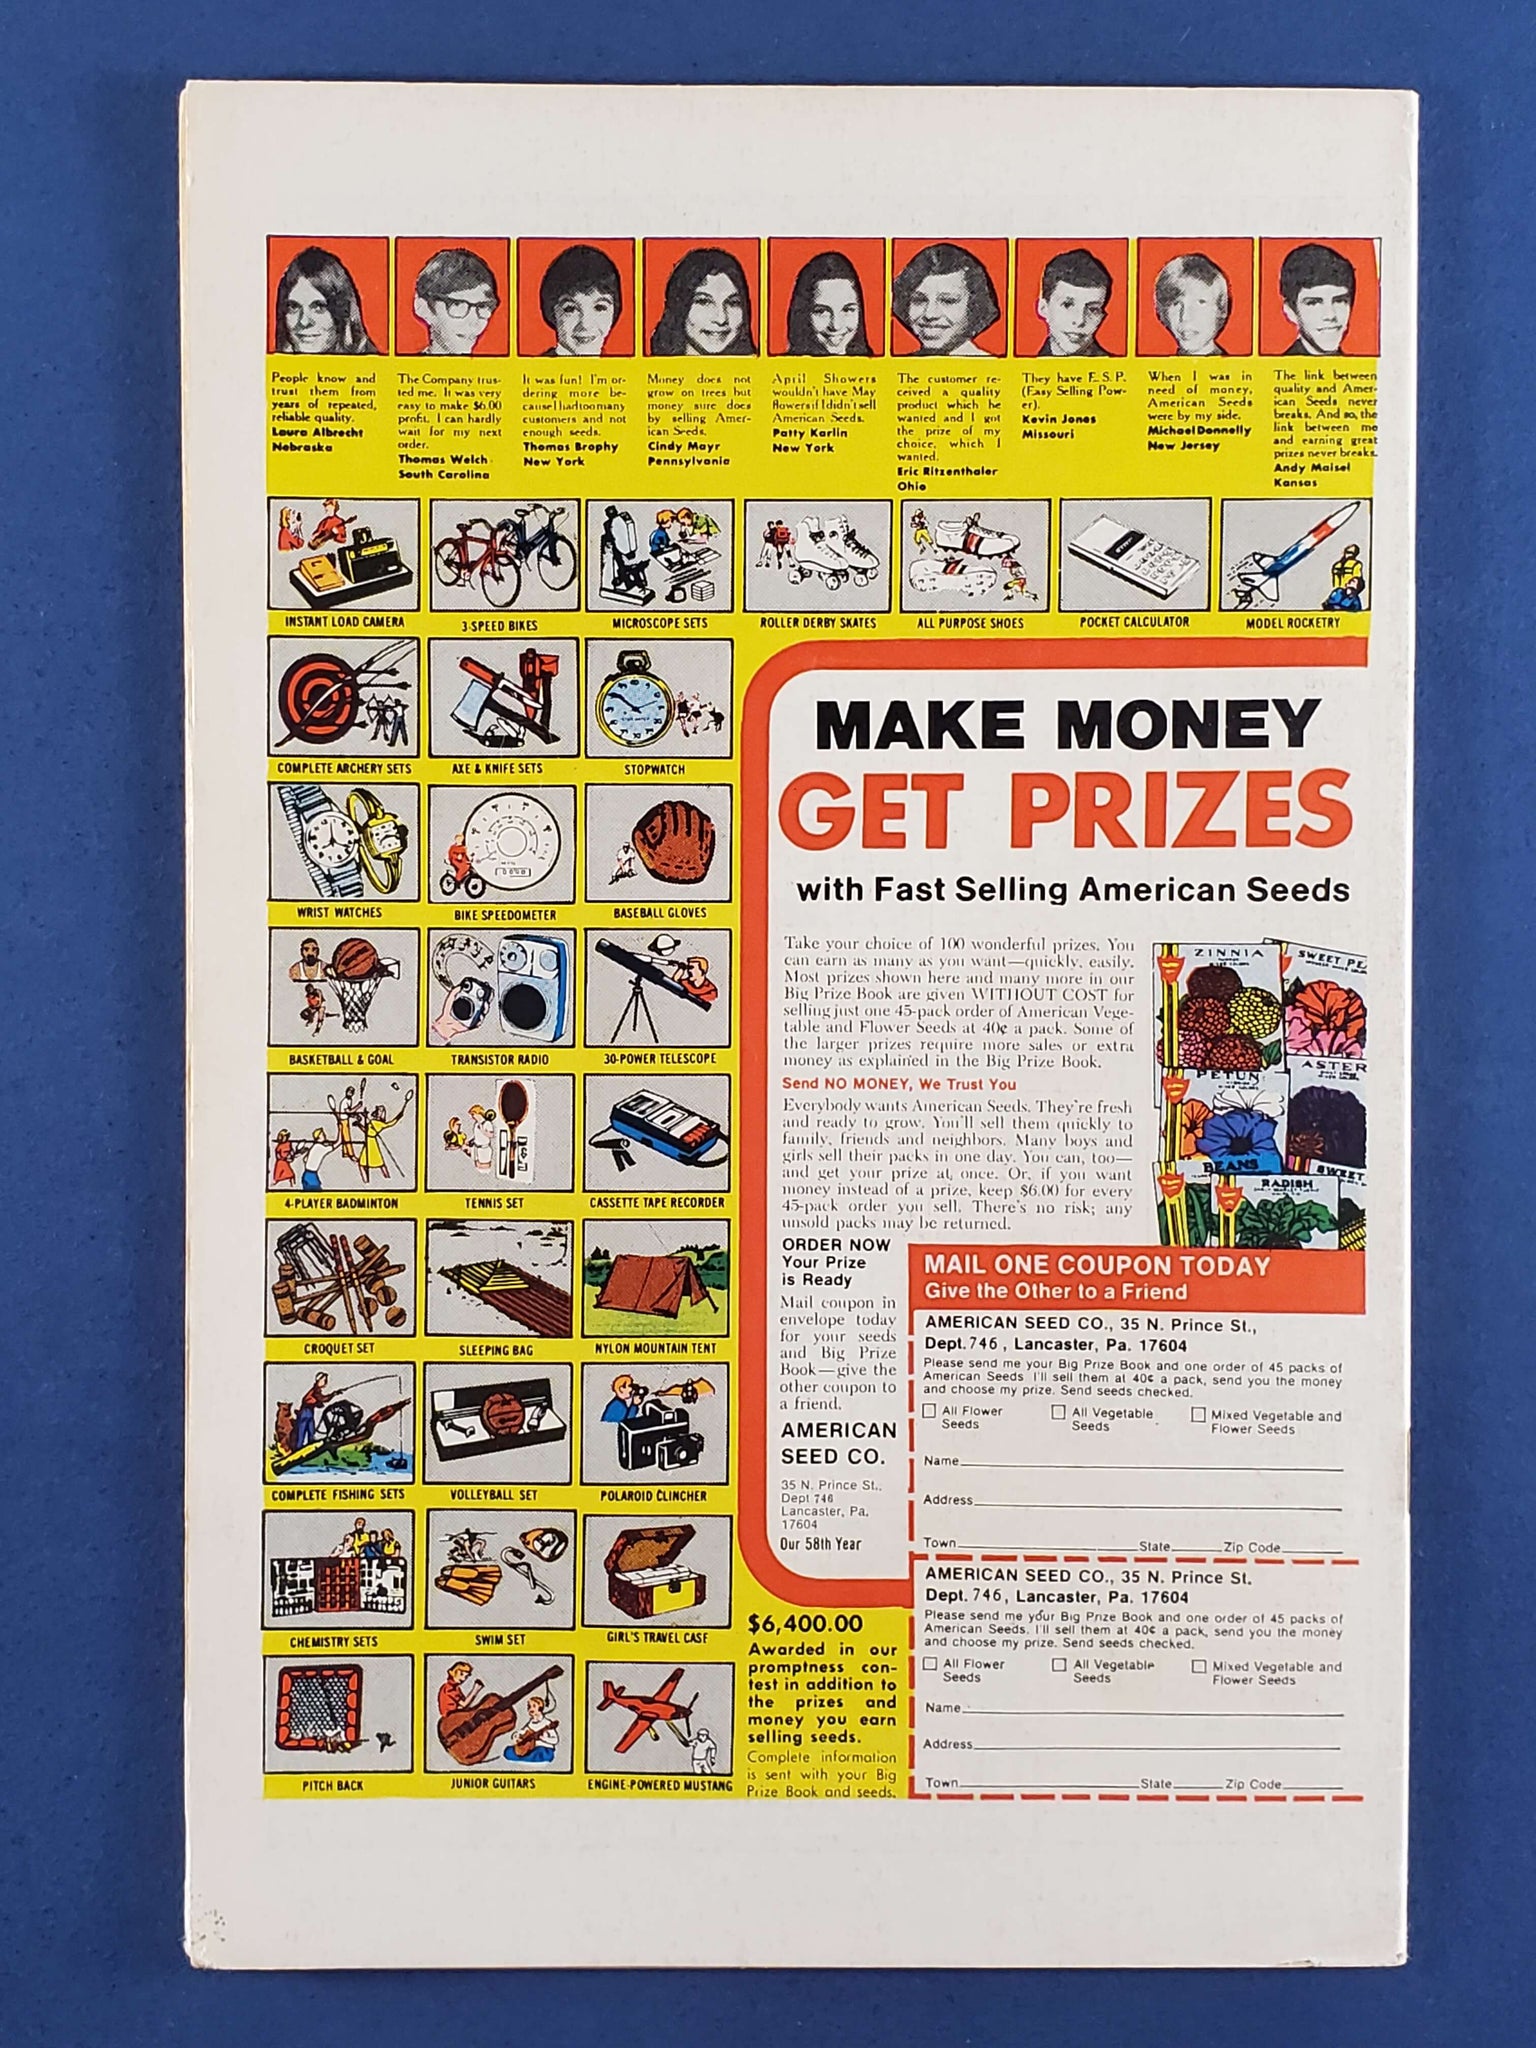 People know and
trust them from
years of repeated,
reliable quality.
Laura Albrecht
Nebraska
The Company trus-
ted me. It was very
easy to make $6.00
profit. I can hardly
wait for my next
order.
Thomas Welch
South Carolina
It was fun! I'm or-
dering more be-
cause I had too many
customers and not
enough seeds.
Thomas Brophy
New York
Money does not
grow on trees but
money sure does
by selling Amer-
ican Seeds.
Cindy Mayr
Pennsylvania
April Showers
wouldn't have May
flowers if I didn't sell
American Seeds.
Patty Karlin
New York
The customer re-
ceived a quality
product which he
wanted and I got
the prize of my
choice, which I
wanted.
Eric Ritzenthaler
Ohio
They have E. S. P.
(Easy Selling Pow-
er).
Kevin Jones
Missouri
When I was in
need of money,
American Seeds
were by my side.
Michael Donnelly
New Jersey
The link between
quality and Amer-
ican Seeds never
breaks. And so, the
link between me
and earning great
prizes never breaks.
Andy Maisel
Kansas
INSTANT LOAD CAMERA
3-SPEED BIKES
MICROSCOPE SETS
ROLLER DERBY SKATES
ALL PURPOSE SHOES
POCKET CALCULATOR
MODEL ROCKETRY
COMPLETE ARCHERY SETS
AXE & KNIFE SETS
STOPWATCH
WRIST WATCHES
BIKE SPEEDOMETER
BASEBALL GLOVES
BASKETBALL & GOAL
TRANSISTOR RADIO
30-POWER TELESCOPE
4-PLAYER BADMINTON
TENNIS SET
CASSETTE TAPE RECORDER
CROQUET SET
SLEEPING BAG
NYLON MOUNTAIN TENT
COMPLETE FISHING SETS
VOLLEYBALL SET
POLAROID CLINCHER
CHEMISTRY SETS
SWIM SET
GIRL'S TRAVEL CASE
PITCH BACK
JUNIOR GUITARS
ENGINE-POWERED MUSTANG
MAKE MONEY
GET PRIZES
with Fast Selling American Seeds
Take your choice of 100 wonderful prizes. You
can earn as many as you want—quickly, easily.
Most prizes shown here and many more in our
Big Prize Book are given WITHOUT COST for
selling just one 45-pack order of American Vege-
table and Flower Seeds at 40¢ a pack. Some of
the larger prizes require more sales or extra
money as explained in the Big Prize Book.
Send NO MONEY, We Trust You
Everybody wants American Seeds. They're fresh
and ready to grow. You'll sell them quickly to
family, friends and neighbors. Many boys and
girls sell their packs in one day. You can, too—
and get your prize at once. Or, if you want
money instead of a prize, keep $6.00 for every
45-pack order you sell. There's no risk; any
unsold packs may be returned.
ZINNIA
SWEET PE
PETUN
ASTER
BEANS
SWEET
RADISH
ORDER NOW
Your Prize
is Ready
Mail coupon in
envelope today
for your seeds
and Big Prize
Book—give the
other coupon to
a friend.
AMERICAN
SEED CO.
35 N. Prince St.,
Dept 746
Lancaster, Pa.
17604
Our 58th Year
$6,400.00
Awarded in our
promptness con-
test in addition to
the prizes and
money you earn
selling seeds.
Complete information
is sent with your Big
Prize Book and seeds.
MAIL ONE COUPON TODAY
Give the Other to a Friend
AMERICAN SEED CO., 35 N. Prince St.,
Dept. 746, Lancaster, Pa. 17604
Please send me your Big Prize Book and one order of 45 packs of
American Seeds. I'll sell them at 40¢ a pack, send you the money
and choose my prize. Send seeds checked.
All Flower Seeds
All Vegetable Seeds
Mixed Vegetable and Flower Seeds
Name
Address
Town State Zip Code
AMERICAN SEED CO., 35 N. Prince St.
Dept. 746, Lancaster, Pa. 17604
Please send me your Big Prize Book and one order of 45 packs of
American Seeds. I'll sell them at 40¢ a pack, send you the money
and choose my prize. Send seeds checked.
All Flower Seeds
All Vegetable Seeds
Mixed Vegetable and Flower Seeds
Name
Address
Town State Zip Code